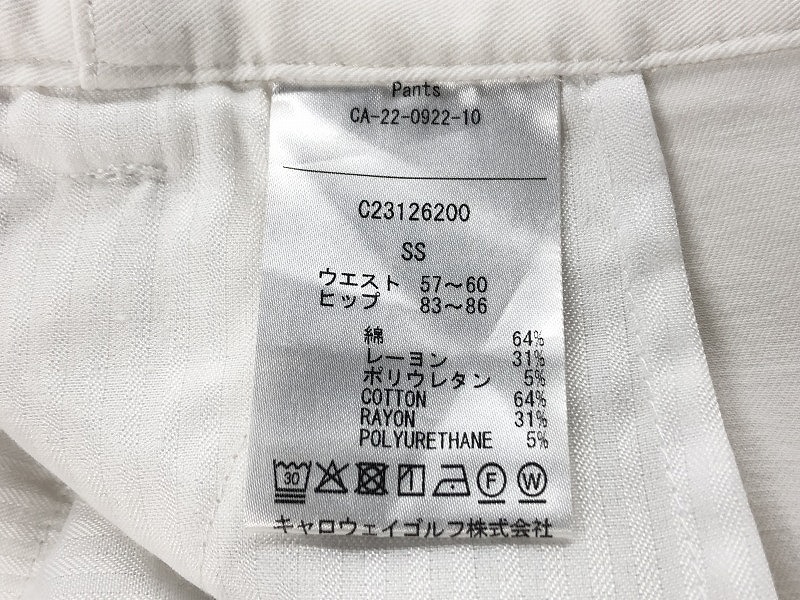 Pants
CA-22-0922-10
C23126200
SS
ウエスト 57～60
ヒップ 83～86
綿 64%
レーヨン 31%
ポリウレタン 5%
COTTON 64%
RAYON 31%
POLYURETHANE 5%
30 F W
キャロウェイゴルフ株式会社